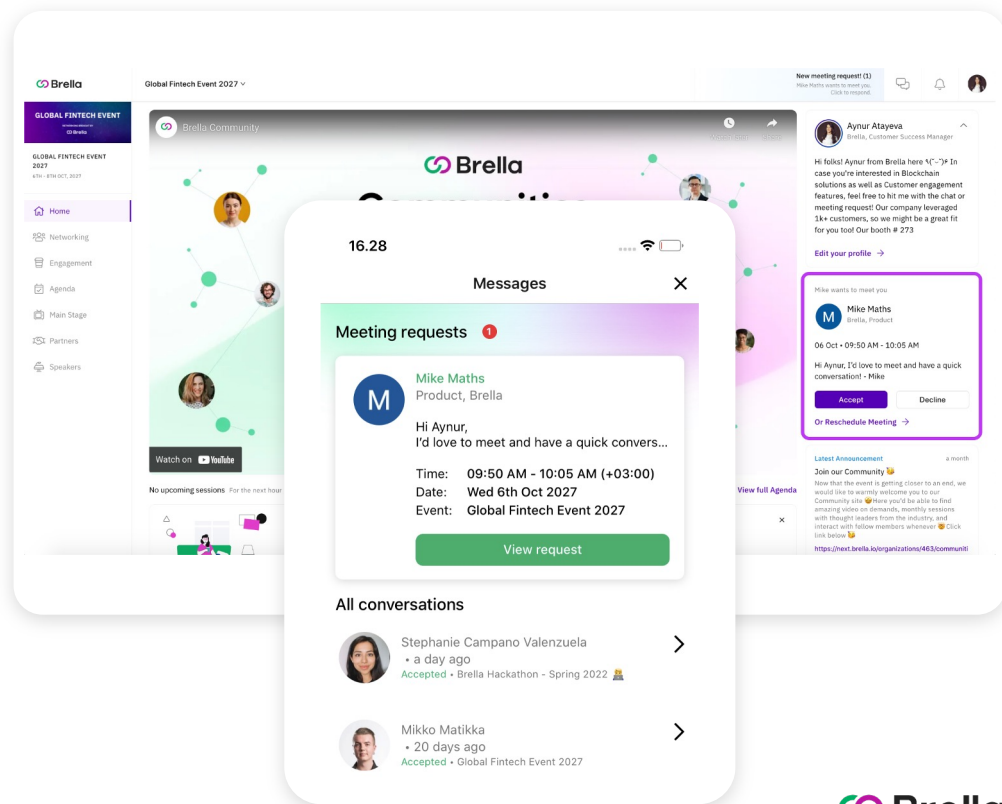 Brella
Global Fintech Event 2027
New meeting request! (1)
Mike Maths wants to meet you.
Click to respond.
GLOBAL FINTECH EVENT
Brella
GLOBAL FINTECH EVENT
2027
6TH - 8TH OCT, 2027
Home
Networking
Engagement
Agenda
Main Stage
Partners
Speakers
Brella Community
Brella
Communities
Watch on YouTube
No upcoming sessions For the next hour
View full Agenda
Aynur Atayeva
Brella, Customer Success Manager
Hi folks! Aynur from Brella here ٩(˘⌣˘)۶ In
case you're interested in Blockchain
solutions as well as Customer engagement
features, feel free to hit me with the chat or
meeting request! Our company leveraged
1k+ customers, so we might be a great fit
for you too! Our booth # 273
Edit your profile →
Mike wants to meet you
M
Mike Maths
Brella, Product
06 Oct • 09:50 AM - 10:05 AM
Hi Aynur, I'd love to meet and have a quick
conversation! - Mike
Accept
Decline
Or Reschedule Meeting →
Latest Announcement
a month
Join our Community
Now that the event is getting closer to an end, we
would like to warmly welcome you to our
Community site Here you'd be able to find
amazing video on demands, monthly sessions
with thought leaders from the industry, and
interact with fellow members whenever Click
link below
https://next.brella.io/organizations/463/communiti
16.28
Messages
Meeting requests 1
M
Mike Maths
Product, Brella
Hi Aynur,
I'd love to meet and have a quick convers...
Time: 09:50 AM - 10:05 AM (+03:00)
Date: Wed 6th Oct 2027
Event: Global Fintech Event 2027
View request
All conversations
Stephanie Campano Valenzuela
• a day ago
Accepted • Brella Hackathon - Spring 2022
Mikko Matikka
• 20 days ago
Accepted • Global Fintech Event 2027
Brella